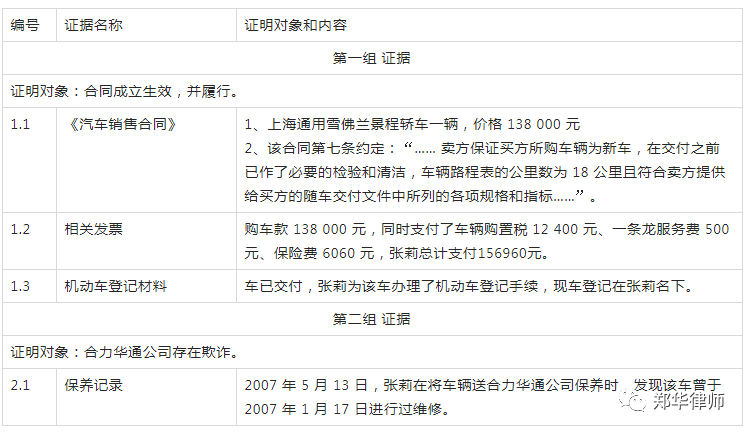 编号 证据名称 证明对象和内容
第一组 证据
证明对象：合同成立生效，并履行。
1.1 《汽车销售合同》 1、上海通用雪佛兰景程轿车一辆，价格 138 000 元
2、该合同第七条约定：“…… 卖方保证买方所购车辆为新车，在交付之前
已作了必要的检验和清洁，车辆路程表的公里数为 18 公里且符合卖方提供
给买方的随车交付文件中所列的各项规格和指标……”。
1.2 相关发票 购车款 138 000 元，同时支付了车辆购置税 12 400 元、一条龙服务费 500
元、保险费 6060 元，张莉总计支付156960元。
1.3 机动车登记材料 车已交付，张莉为该车办理了机动车登记手续，现车登记在张莉名下。
第二组 证据
证明对象：合力华通公司存在欺诈。
2.1 保养记录 2007 年 5 月 13 日，张莉在将车辆送合力华通公司保养时，发现该车曾于
2007 年 1 月 17 日进行过维修。
郑华律师